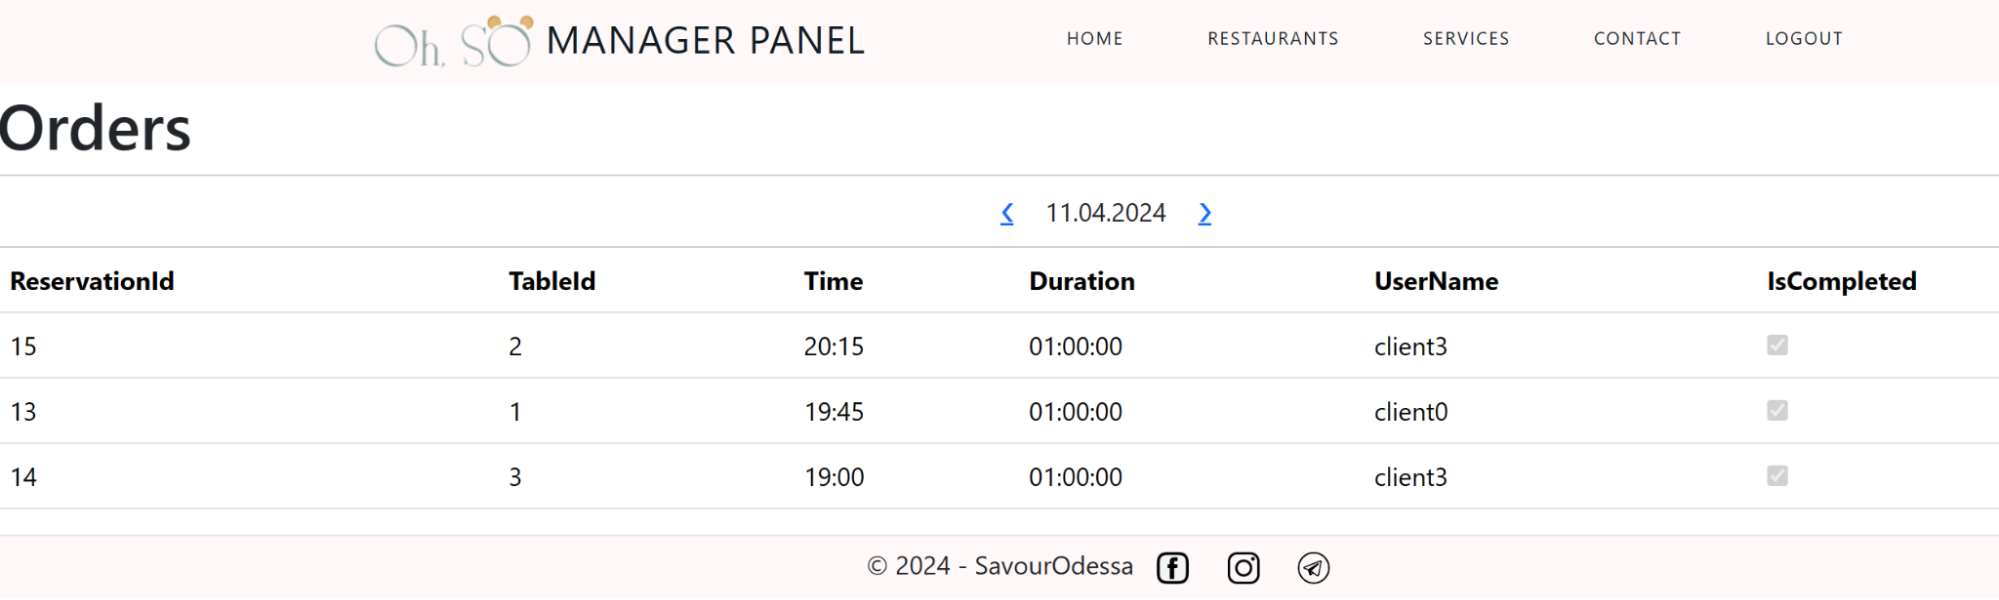 Oh, SO MANAGER PANEL HOME RESTAURANTS SERVICES CONTACT LOGOUT
Orders
11.04.2024
ReservationId TableId Time Duration UserName IsCompleted
15 2 20:15 01:00:00 client3
13 1 19:45 01:00:00 client0
14 3 19:00 01:00:00 client3
© 2024 - SavourOdessa